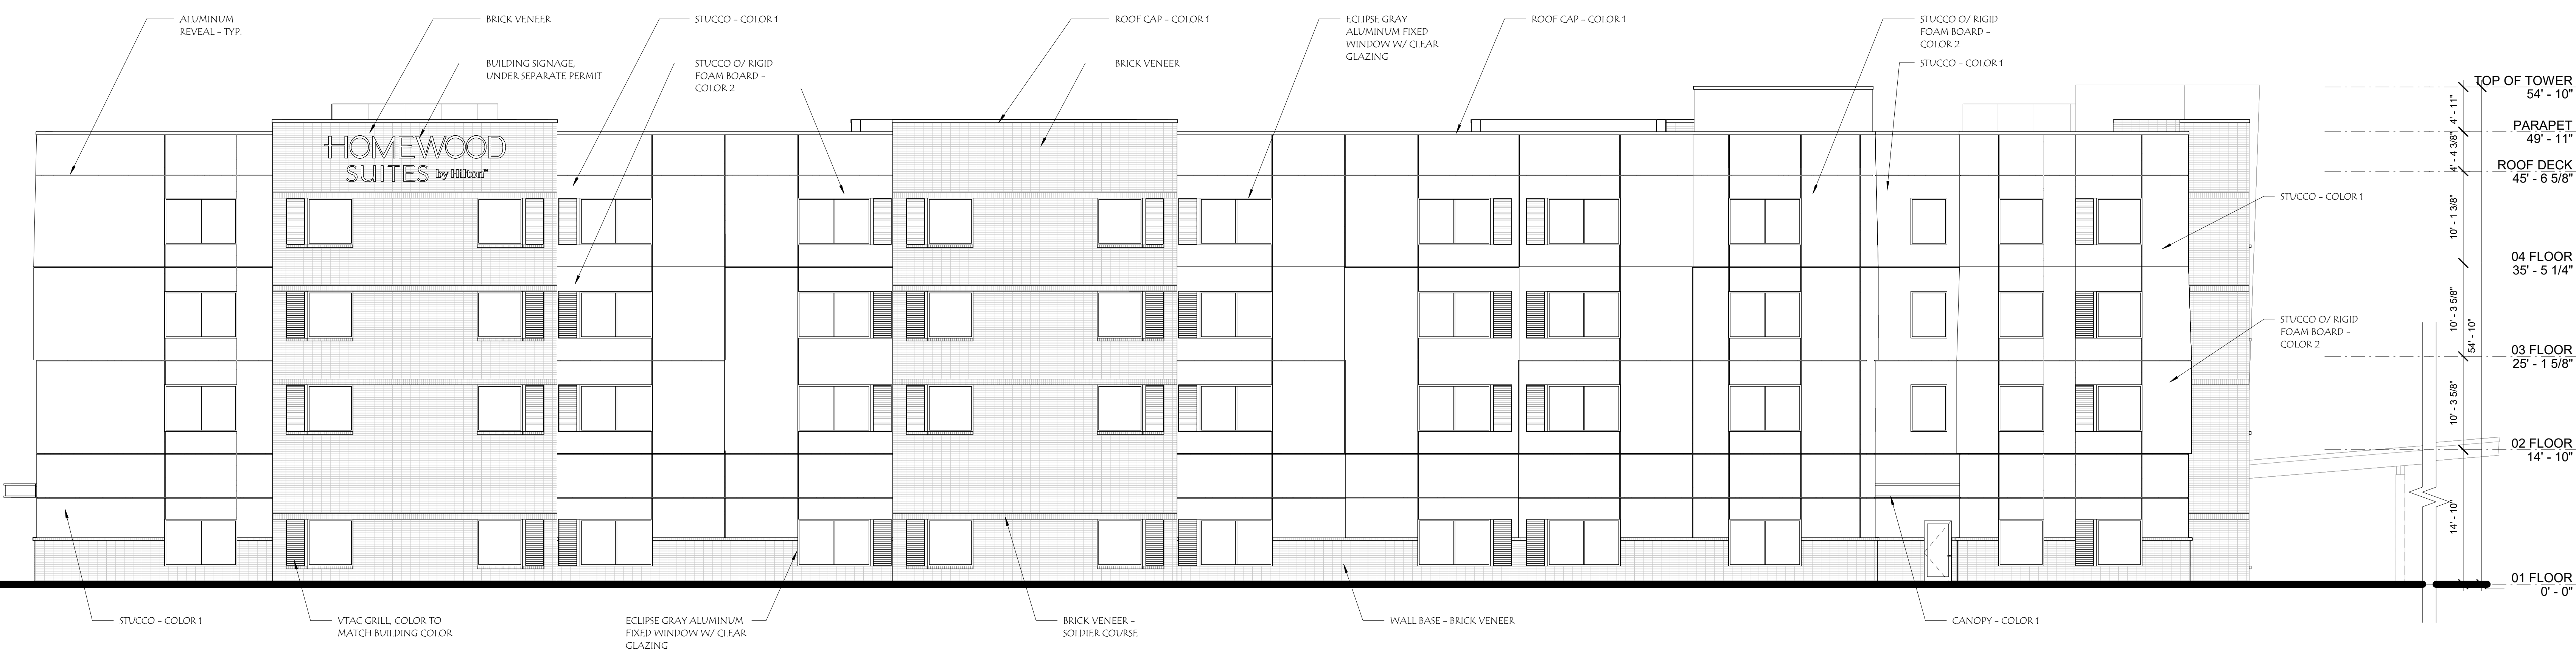 ALUMINUM
REVEAL - TYP.
BRICK VENEER
BUILDING SIGNAGE,
UNDER SEPARATE PERMIT
STUCCO - COLOR 1
STUCCO O/ RIGID
FOAM BOARD -
COLOR 2
ROOF CAP - COLOR 1
BRICK VENEER
ECLIPSE GRAY
ALUMINUM FIXED
WINDOW W/ CLEAR
GLAZING
ROOF CAP - COLOR 1
STUCCO O/ RIGID
FOAM BOARD -
COLOR 2
STUCCO - COLOR 1
HOMEWOOD
SUITES by Hilton™
STUCCO - COLOR 1
STUCCO O/ RIGID
FOAM BOARD -
COLOR 2
TOP OF TOWER
54' - 10"
PARAPET
49' - 11"
ROOF DECK
45' - 6 5/8"
04 FLOOR
35' - 5 1/4"
03 FLOOR
25' - 1 5/8"
02 FLOOR
14' - 10"
01 FLOOR
0' - 0"
4' - 11"
4' - 4 3/8"
10' - 1 3/8"
10' - 3 5/8"
10' - 3 5/8"
14' - 10"
54' - 10"
STUCCO - COLOR 1
VTAC GRILL, COLOR TO
MATCH BUILDING COLOR
ECLIPSE GRAY ALUMINUM
FIXED WINDOW W/ CLEAR
GLAZING
BRICK VENEER -
SOLDIER COURSE
WALL BASE - BRICK VENEER
CANOPY - COLOR 1